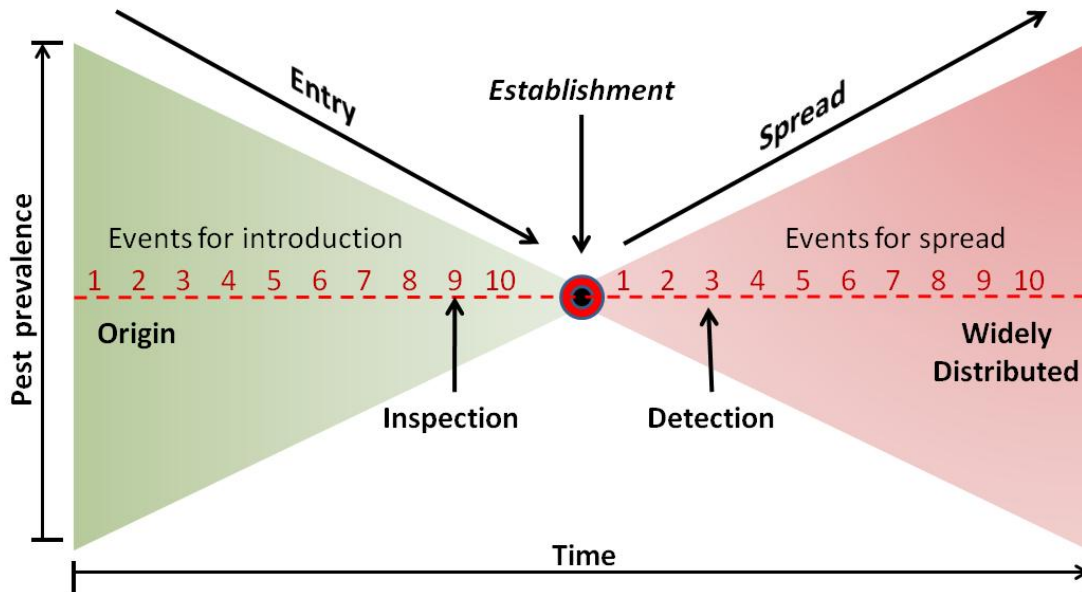 Entry
Establishment
Spread
Pest prevalence
Events for introduction
Events for spread
1 2 3 4 5 6 7 8 9 10
1 2 3 4 5 6 7 8 9 10
Origin
Widely
Distributed
Inspection
Detection
Time